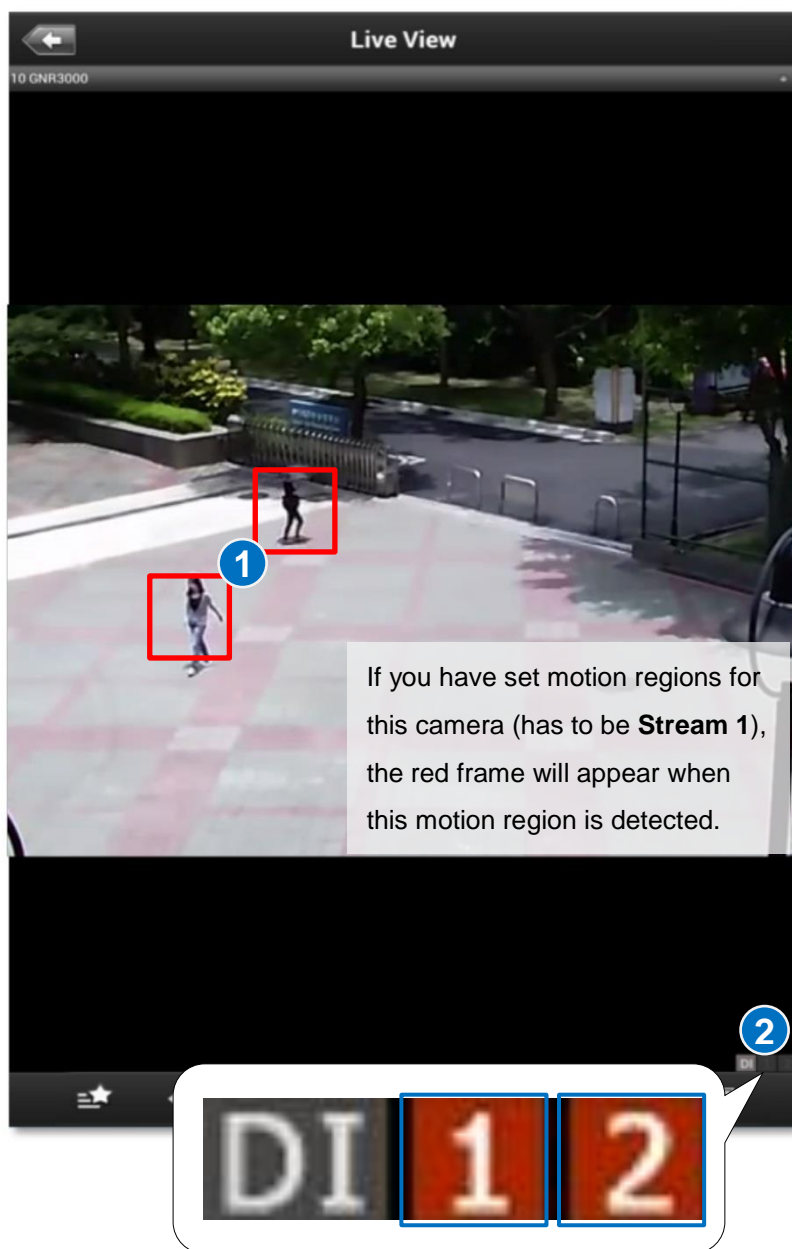 Live View
10 GNR3000
1
If you have set motion regions for
this camera (has to be Stream 1),
the red frame will appear when
this motion region is detected.
2
DI
DI 1 2